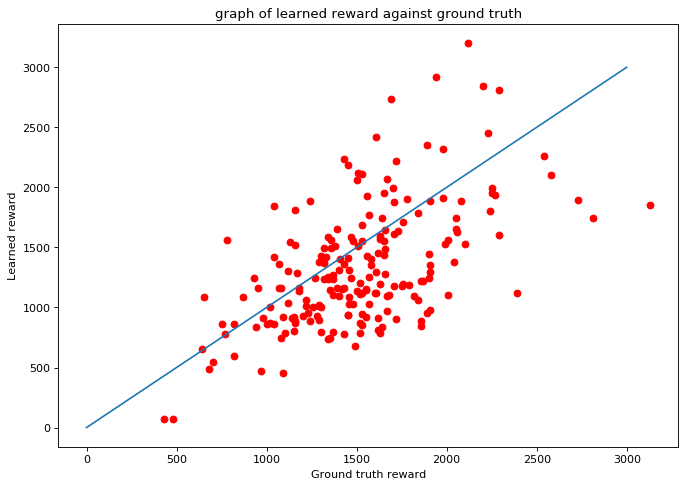 graph of learned reward against ground truth
3000
2500
2000
1500
1000
500
0
Learned reward
0 500 1000 1500 2000 2500 3000
Ground truth reward